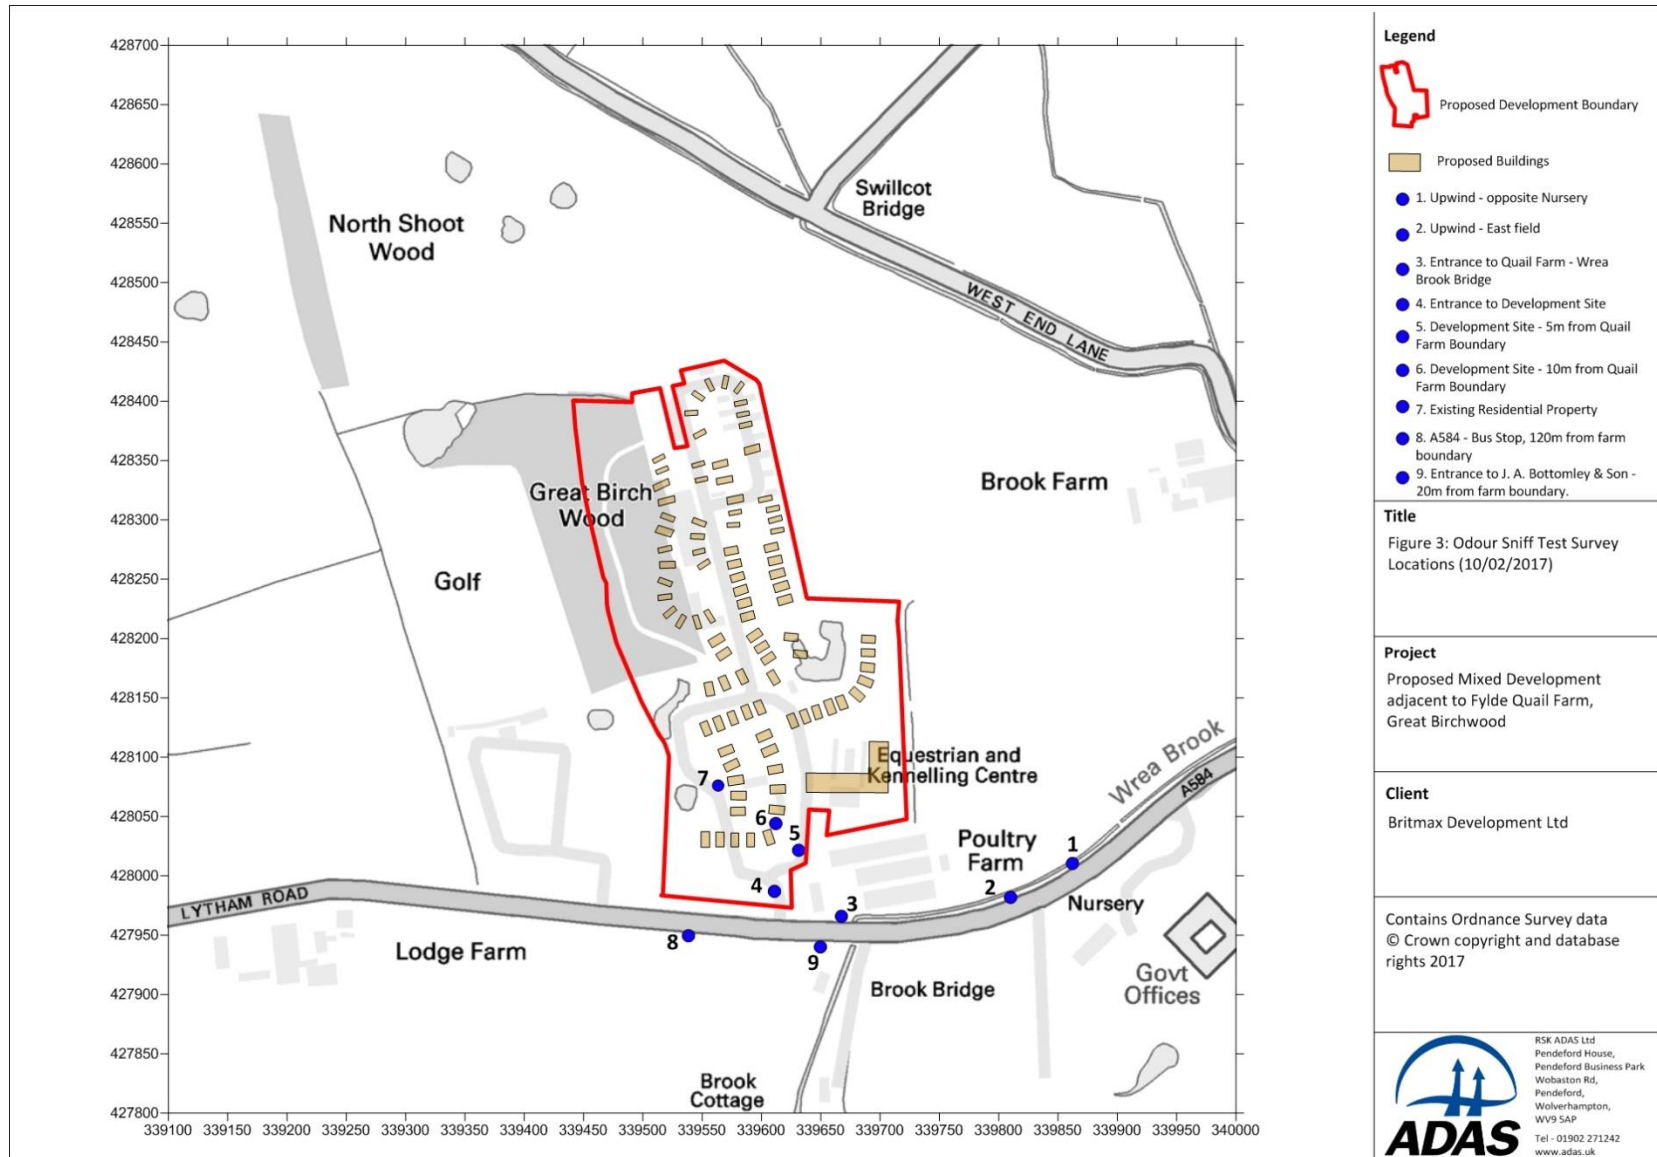 428700
428650
428600
428550
428500
428450
428400
428350
428300
428250
428200
428150
428100
428050
428000
427950
427900
427850
427800
339100 339150 339200 339250 339300 339350 339400 339450 339500 339550 339600 339650 339700 339750 339800 339850 339900 339950 340000
North Shoot
Wood
Swillcot
Bridge
WEST END LANE
Great Birch
Wood
Brook Farm
Golf
Equestrian and
Kennelling Centre
Wrea Brook
A584
Poultry
Farm
Nursery
LYTHAM ROAD
Lodge Farm
Brook Bridge
Govt
Offices
Brook
Cottage
7
6
5
4
3
2
1
8
9
Legend
Proposed Development Boundary
Proposed Buildings
1. Upwind - opposite Nursery
2. Upwind - East field
3. Entrance to Quail Farm - Wrea
Brook Bridge
4. Entrance to Development Site
5. Development Site - 5m from Quail
Farm Boundary
6. Development Site - 10m from Quail
Farm Boundary
7. Existing Residential Property
8. A584 - Bus Stop, 120m from farm
boundary
9. Entrance to J. A. Bottomley & Son -
20m from farm boundary.
Title
Figure 3: Odour Sniff Test Survey
Locations (10/02/2017)
Project
Proposed Mixed Development
adjacent to Fylde Quail Farm,
Great Birchwood
Client
Britmax Development Ltd
Contains Ordnance Survey data
© Crown copyright and database
rights 2017
ADAS
RSK ADAS Ltd
Pendeford House,
Pendeford Business Park
Wobaston Rd,
Pendeford,
Wolverhampton,
WV9 5AP
Tel - 01902 271242
www.adas.uk